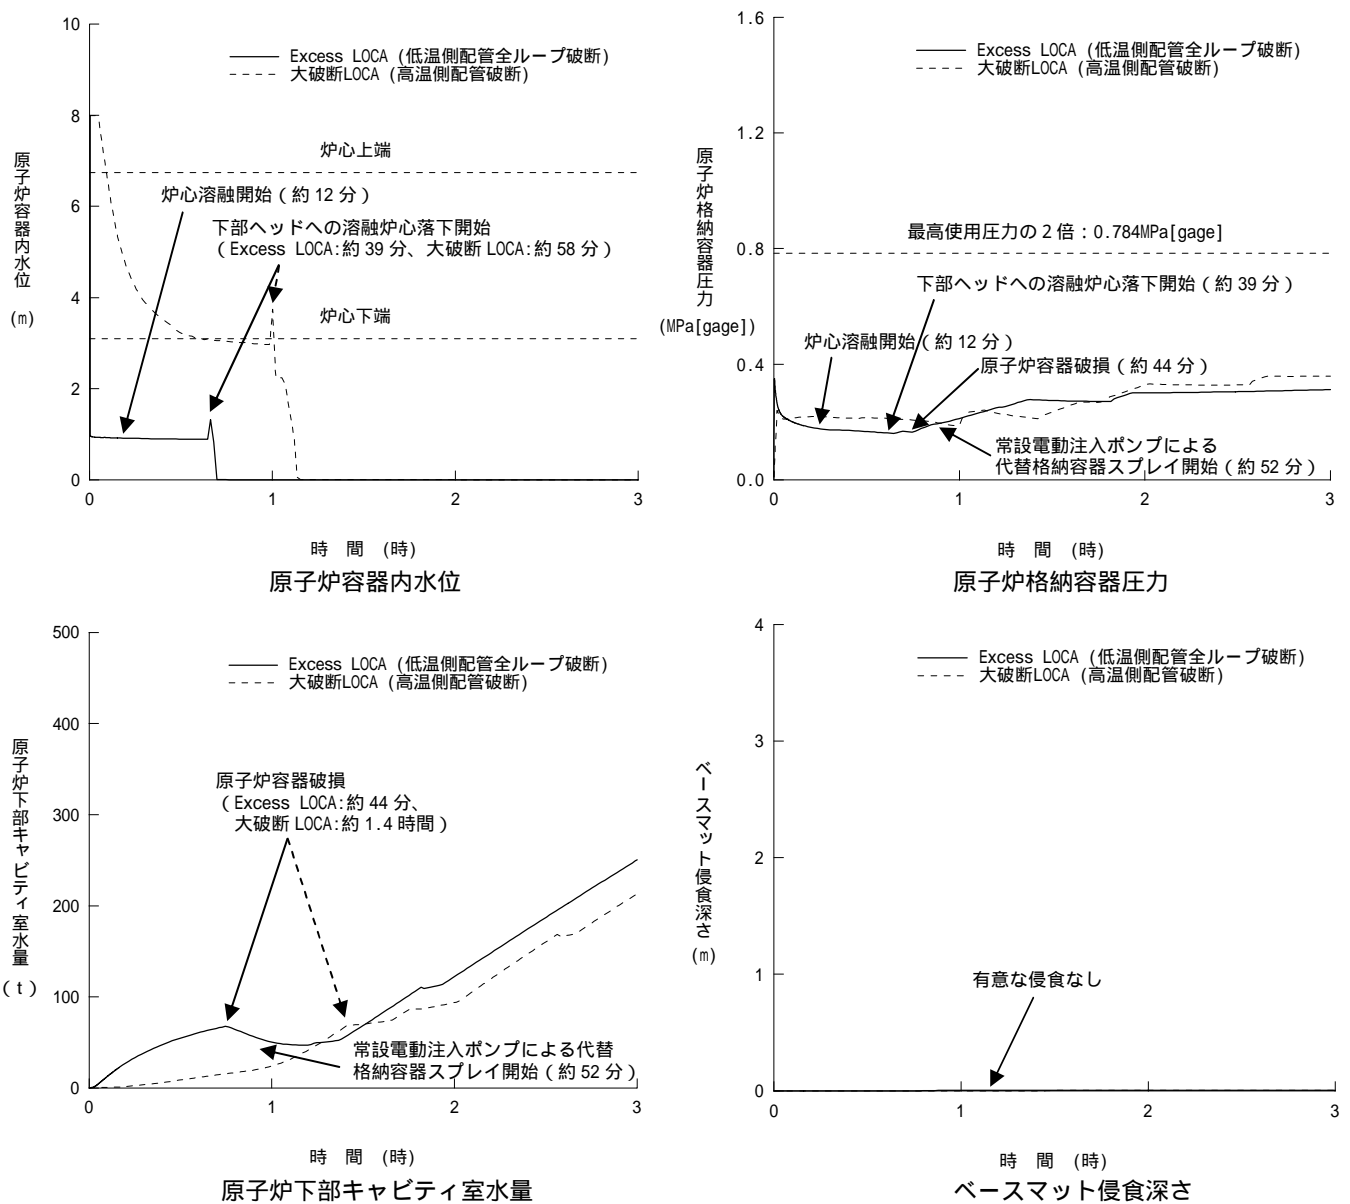 10
8
6
4
2
0
0
1
2
3
原子炉容器内水位
(m)
Excess LOCA (低温側配管全ループ破断)
大破断LOCA (高温側配管破断)
炉心上端
炉心溶融開始(約 12 分)
下部ヘッドへの溶融炉心落下開始
(Excess LOCA:約 39 分、大破断 LOCA:約 58 分)
炉心下端
時 間 (時)
原子炉容器内水位
1.6
1.2
0.8
0.4
0.0
0
1
2
3
原子炉格納容器圧力
(MPa[gage])
Excess LOCA (低温側配管全ループ破断)
大破断LOCA (高温側配管破断)
最高使用圧力の 2 倍:0.784MPa[gage]
下部ヘッドへの溶融炉心落下開始(約 39 分)
炉心溶融開始(約 12 分)
原子炉容器破損(約 44 分)
常設電動注入ポンプによる
代替格納容器スプレイ開始(約 52 分)
時 間 (時)
原子炉格納容器圧力
500
400
300
200
100
0
0
1
2
3
原子炉下部キャビティ室水量
(t)
Excess LOCA (低温側配管全ループ破断)
大破断LOCA (高温側配管破断)
原子炉容器破損
(Excess LOCA:約 44 分、
大破断 LOCA:約 1.4 時間)
常設電動注入ポンプによる代替
格納容器スプレイ開始(約 52 分)
時 間 (時)
原子炉下部キャビティ室水量
4
3
2
1
0
0
1
2
3
ベースマット侵食深さ
(m)
Excess LOCA (低温側配管全ループ破断)
大破断LOCA (高温側配管破断)
有意な侵食なし
時 間 (時)
ベースマット侵食深さ